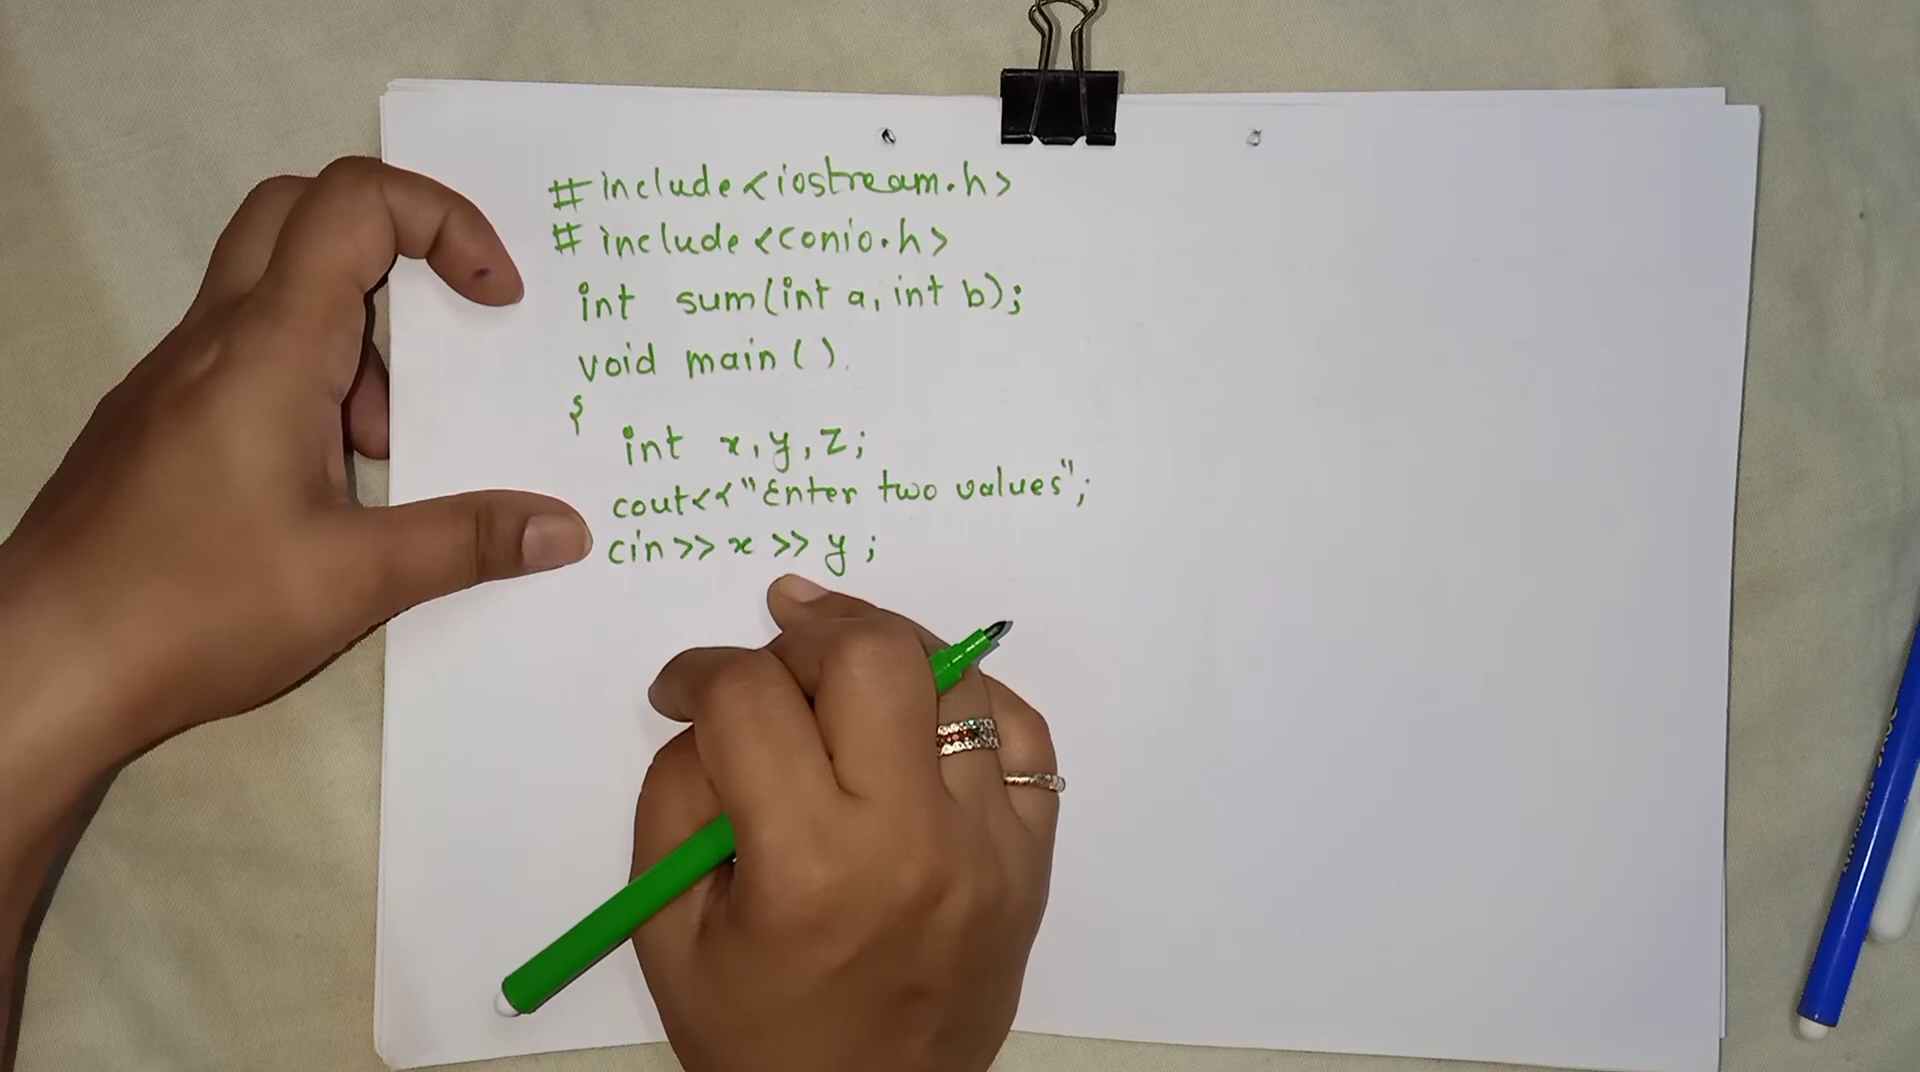 #include<iostream.h>
#include<conio.h>
int sum(int a, int b);
void main().
{
int x,y,z;
cout<<"Enter two values";
cin>>x>>y;